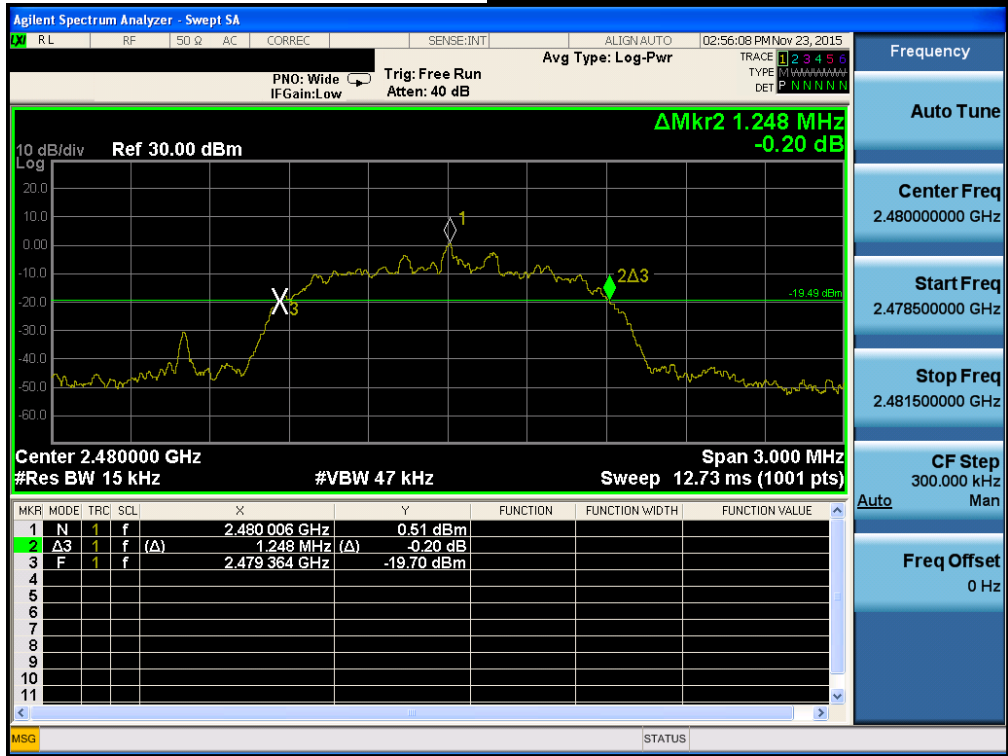 Agilent Spectrum Analyzer - Swept SA
LXI RL RF 50 Ω AC CORREC SENSE:INT ALIGN AUTO 02:56:08 PM Nov 23, 2015
Frequency
PNO: Wide
IFGain:Low
Trig: Free Run
Atten: 40 dB
Avg Type: Log-Pwr
TRACE 1 2 3 4 5 6
TYPE M WWWWW
DET P N N N N N
Auto Tune
ΔMkr2 1.248 MHz
-0.20 dB
10 dB/div Ref 30.00 dBm
Log
20.0
10.0
0.00
-10.0
-20.0
-30.0
-40.0
-50.0
-60.0
1
2Δ3
3
-19.49 dBm
Center 2.480000 GHz Span 3.000 MHz
#Res BW 15 kHz #VBW 47 kHz Sweep 12.73 ms (1001 pts)
Center Freq
2.480000000 GHz
Start Freq
2.478500000 GHz
Stop Freq
2.481500000 GHz
CF Step
300.000 kHz
Auto Man
Freq Offset
0 Hz
MKR MODE TRC SCL X Y FUNCTION FUNCTION WIDTH FUNCTION VALUE
1 N 1 f 2.480 006 GHz 0.51 dBm
2 Δ3 1 f (Δ) 1.248 MHz (Δ) -0.20 dB
3 F 1 f 2.479 364 GHz -19.70 dBm
4
5
6
7
8
9
10
11
MSG STATUS